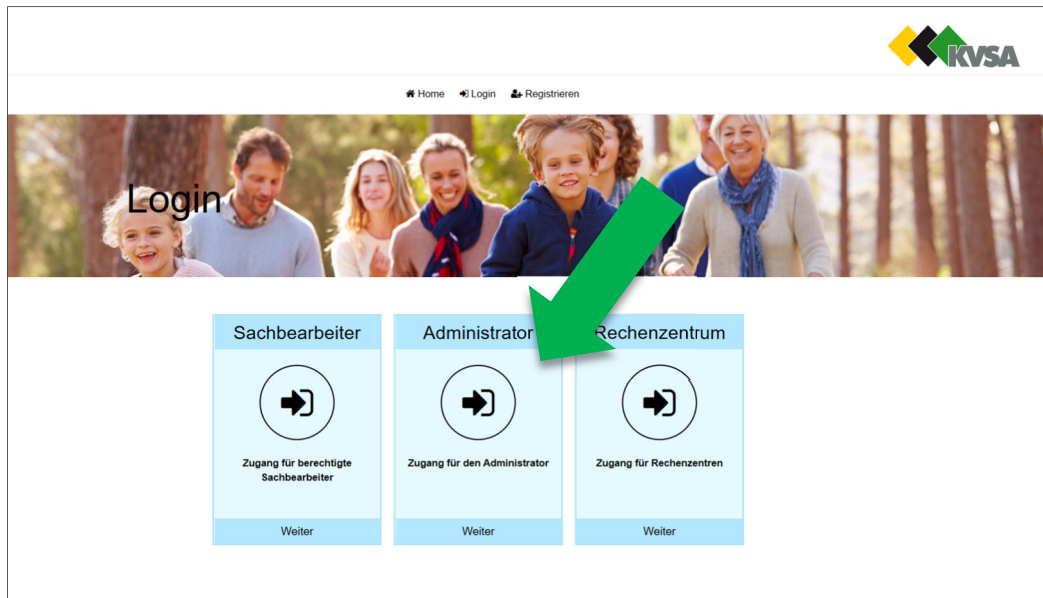 KVSA
Home Login Registrieren
Login
Sachbearbeiter Administrator Rechenzentrum
Zugang für berechtigte
Sachbearbeiter
Zugang für den Administrator
Zugang für Rechenzentren
Weiter Weiter Weiter